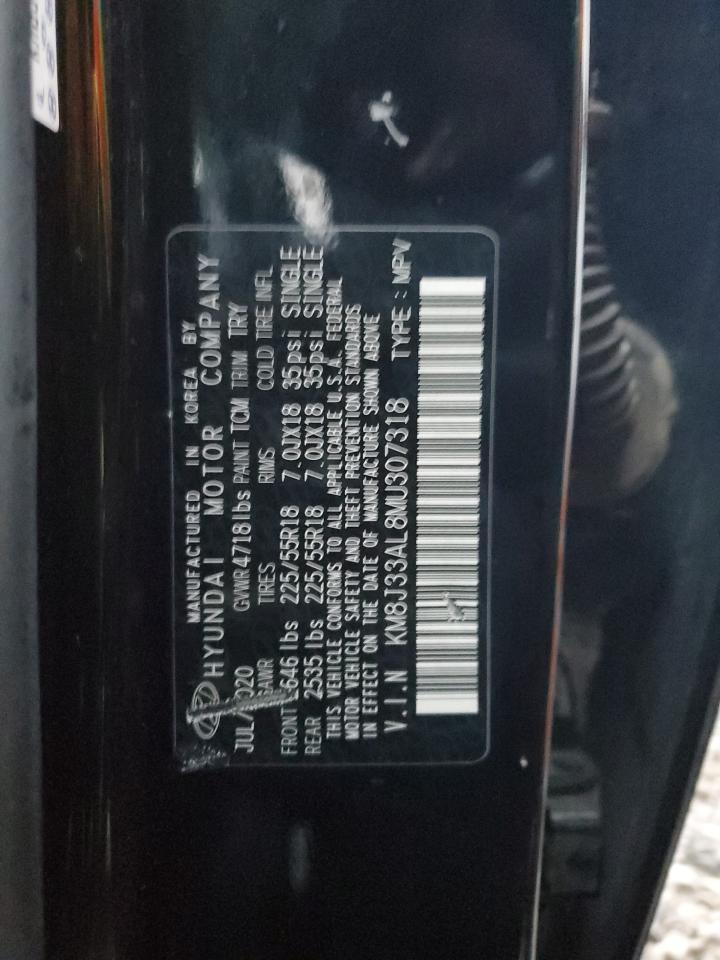 MANUFACTURED IN KOREA BY
HYUNDAI MOTOR COMPANY
JUL/2020 GVWR 4718lbs PAINT TCM TRIM TRY
GAWR TIRES RIMS COLD TIRE INFL
FRONT 2646 lbs 225/55R18 7.0JX18 35psi SINGLE
REAR 2535 lbs 225/55R18 7.0JX18 35psi SINGLE
THIS VEHICLE CONFORMS TO ALL APPLICABLE U.S.A. FEDERAL
MOTOR VEHICLE SAFETY AND THEFT PREVENTION STANDARDS
IN EFFECT ON THE DATE OF MANUFACTURE SHOWN ABOVE
V.I.N KM8J33AL8MU307318 TYPE : MPV